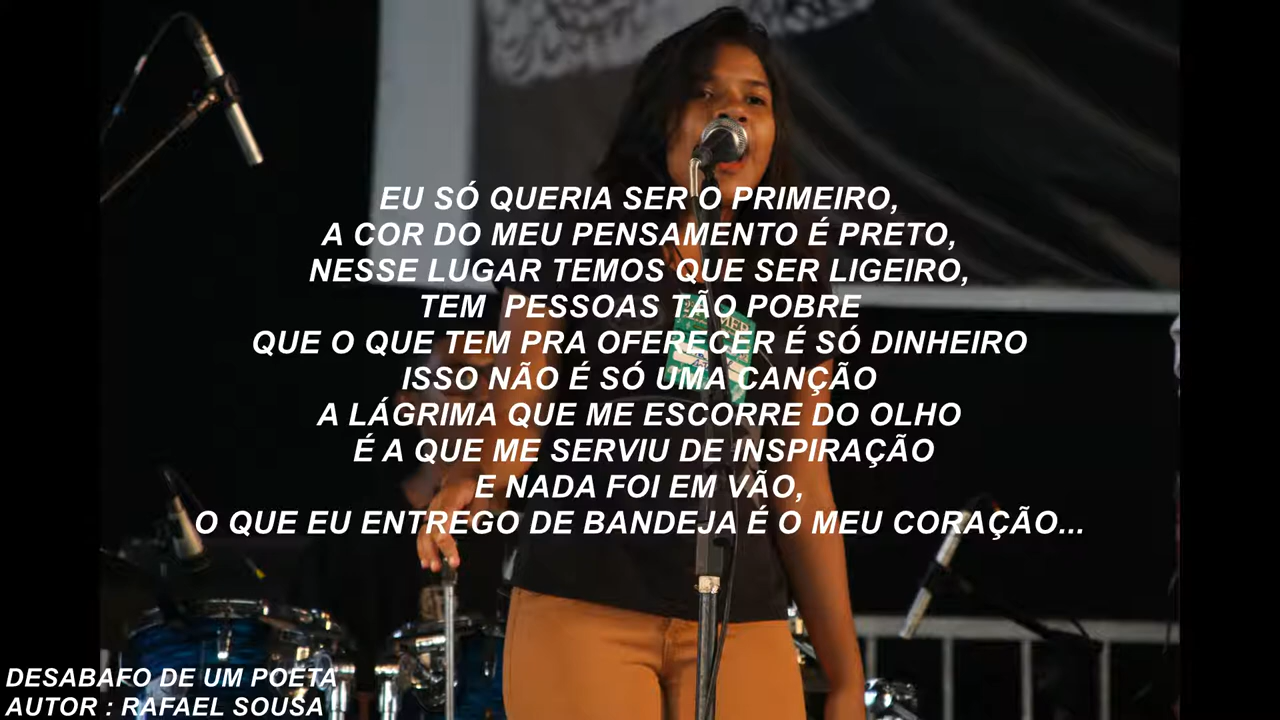 EU SÓ QUERIA SER O PRIMEIRO,
A COR DO MEU PENSAMENTO É PRETO,
NESSE LUGAR TEMOS QUE SER LIGEIRO,
TEM PESSOAS TÃO POBRE
QUE O QUE TEM PRA OFERECER É SÓ DINHEIRO
ISSO NÃO É SÓ UMA CANÇÃO
A LÁGRIMA QUE ME ESCORRE DO OLHO
É A QUE ME SERVIU DE INSPIRAÇÃO
E NADA FOI EM VÃO,
O QUE EU ENTREGO DE BANDEJA É O MEU CORAÇÃO...
DESABAFO DE UM POETA
AUTOR : RAFAEL SOUSA